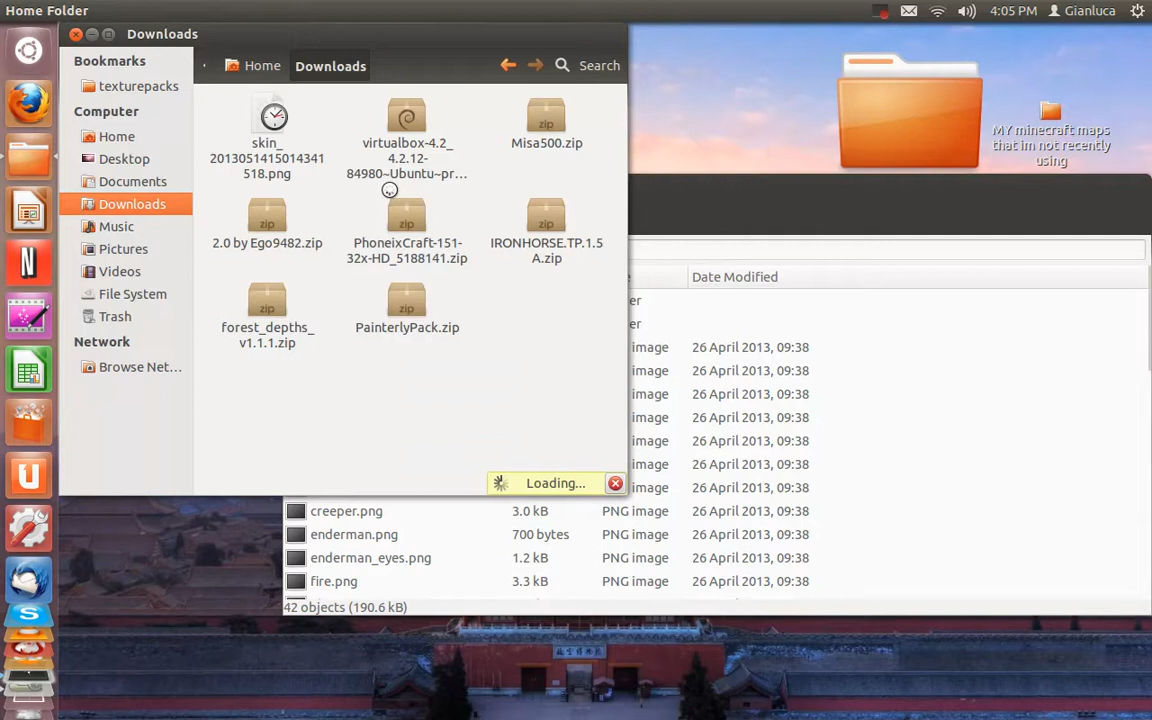 Home Folder
4:05 PM
Gianluca
Downloads
Bookmarks
texturepacks
Computer
Home
Desktop
Documents
Downloads
Music
Pictures
Videos
File System
Trash
Network
Browse Net...
Home
Downloads
Search
skin_
2013051415014341
518.png
virtualbox-4.2_
4.2.12-
84980~Ubuntu~pr...
zip
Misa500.zip
zip
2.0 by Ego9482.zip
zip
PhoneixCraft-151-
32x-HD_5188141.zip
zip
IRONHORSE.TP.1.5
A.zip
zip
forest_depths_
v1.1.1.zip
zip
PainterlyPack.zip
Loading...
MY minecraft maps
that im not recently
using
Date Modified
er
er
image 26 April 2013, 09:38
image 26 April 2013, 09:38
image 26 April 2013, 09:38
image 26 April 2013, 09:38
image 26 April 2013, 09:38
image 26 April 2013, 09:38
image 26 April 2013, 09:38
creeper.png 3.0 kB PNG image 26 April 2013, 09:38
enderman.png 700 bytes PNG image 26 April 2013, 09:38
enderman_eyes.png 1.2 kB PNG image 26 April 2013, 09:38
fire.png 3.3 kB PNG image 26 April 2013, 09:38
42 objects (190.6 kB)